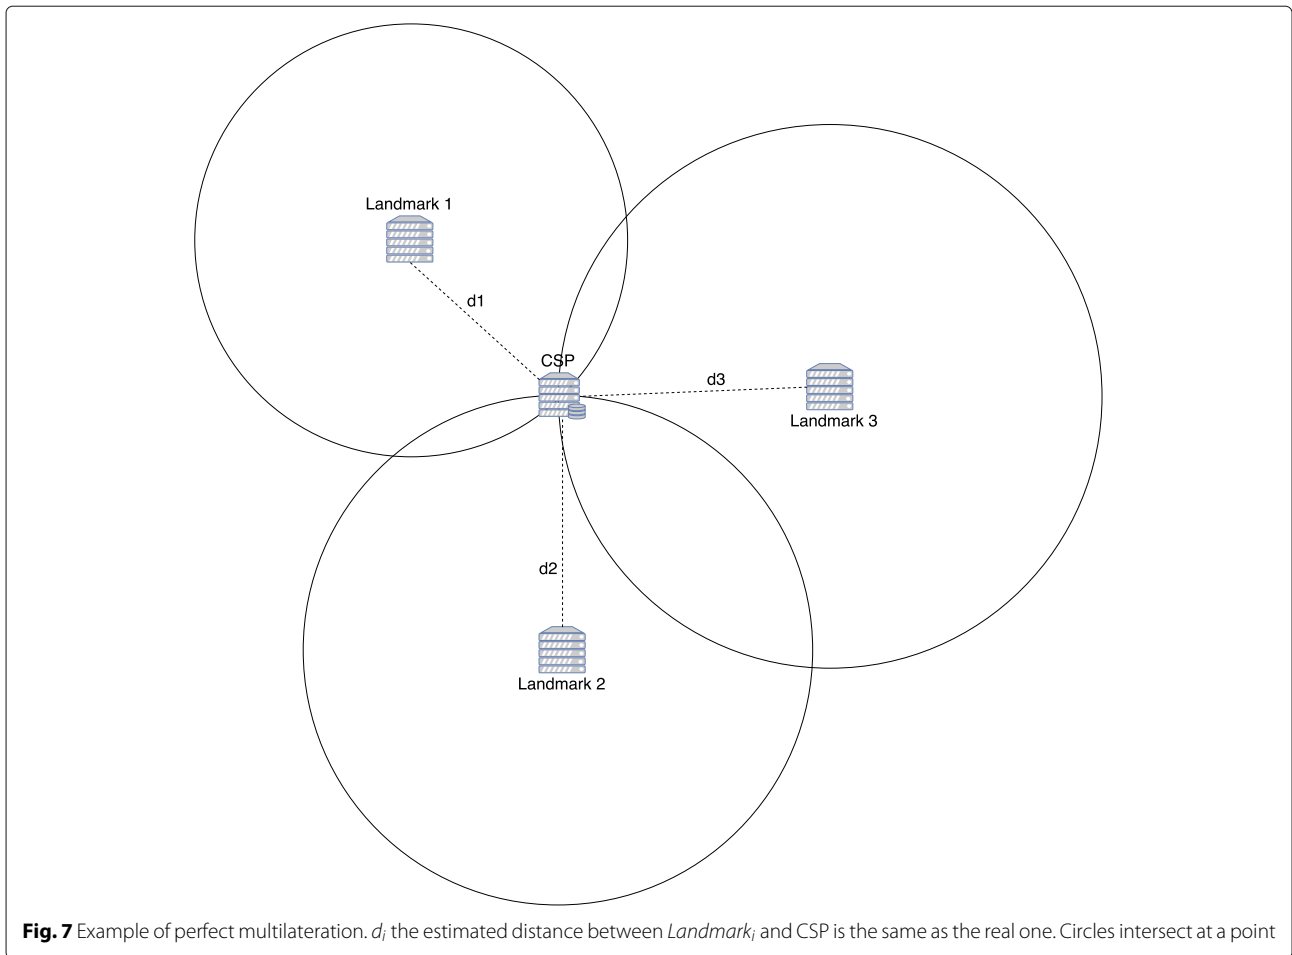 Landmark 1
d1
CSP
d3
Landmark 3
d2
Landmark 2
Fig. 7 Example of perfect multilateration. di the estimated distance between Landmarki and CSP is the same as the real one. Circles intersect at a point